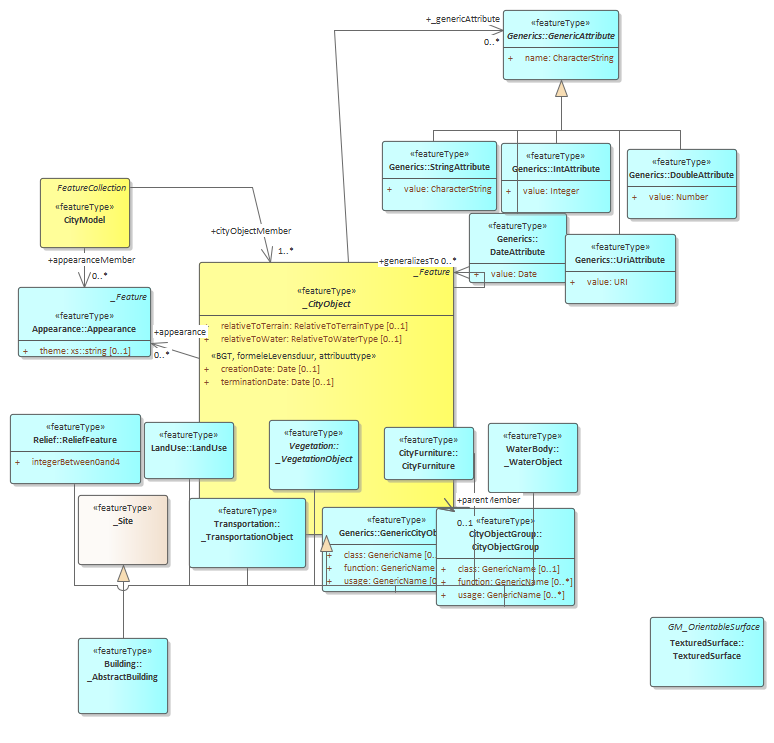 +_genericAttribute
0..*
«featureType»
Generics::GenericAttribute
+ name: CharacterString
«featureType»
Generics::StringAttribute
+ value: CharacterString
«featureType»
Generics::IntAttribute
+ value: Integer
«featureType»
Generics::DoubleAttribute
+ value: Number
FeatureCollection
«featureType»
CityModel
+cityObjectMember
1..*
«featureType»
Generics::
DateAttribute
+ value: Date
«featureType»
Generics::UriAttribute
+ value: URI
+appearanceMember
0..*
+generalizesTo 0..*
_Feature
«featureType»
_CityObject
+ relativeToTerrain: RelativeToTerrainType [0..1]
+ relativeToWater: RelativeToWaterType [0..1]
«BGT, formeleLevensduur, attribuuttype»
+ creationDate: Date [0..1]
+ terminationDate: Date [0..1]
_Feature
«featureType»
Appearance::Appearance
+ theme: xs::string [0..1]
+appearance
0..*
«featureType»
Relief::ReliefFeature
+ integerBetween0and4
«featureType»
LandUse::LandUse
«featureType»
Vegetation::
_VegetationObject
«featureType»
CityFurniture::
CityFurniture
«featureType»
WaterBody::
_WaterObject
«featureType»
_Site
«featureType»
Transportation::
_TransportationObject
+parentMember
0..1
«featureType»
Generics::GenericCityOb
+ class: GenericName [0..
+ function: GenericName
+ usage: GenericName [0
«featureType»
CityObjectGroup::
CityObjectGroup
+ class: GenericName [0..1]
+ function: GenericName [0..*]
+ usage: GenericName [0..*]
«featureType»
Building::
_AbstractBuilding
GM_OrientableSurface
«featureType»
TexturedSurface::
TexturedSurface